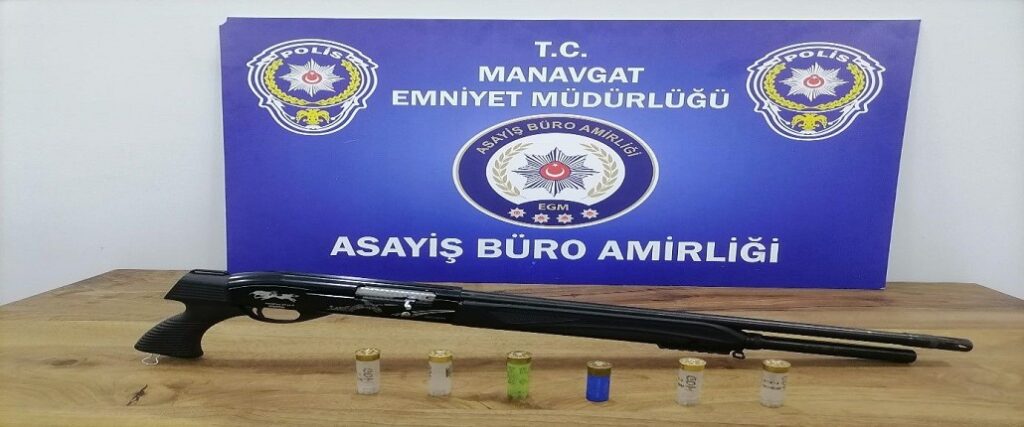 POLİS
POLİS
T.C.
MANAVGAT
EMNİYET MÜDÜRLÜĞÜ
ASAYİŞ BÜRO AMİRLİĞİ
EGM
ASAYİŞ BÜRO AMİRLİĞİ